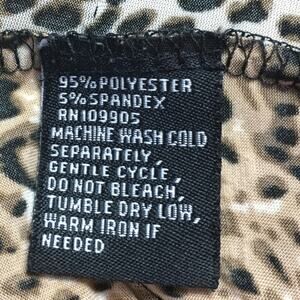 95% POLYESTER
5% SPANDEX
RN109905
MACHINE WASH COLD
SEPARATELY,
GENTLE CYCLE,
DO NOT BLEACH,
TUMBLE DRY LOW,
WARM IRON IF
NEEDED